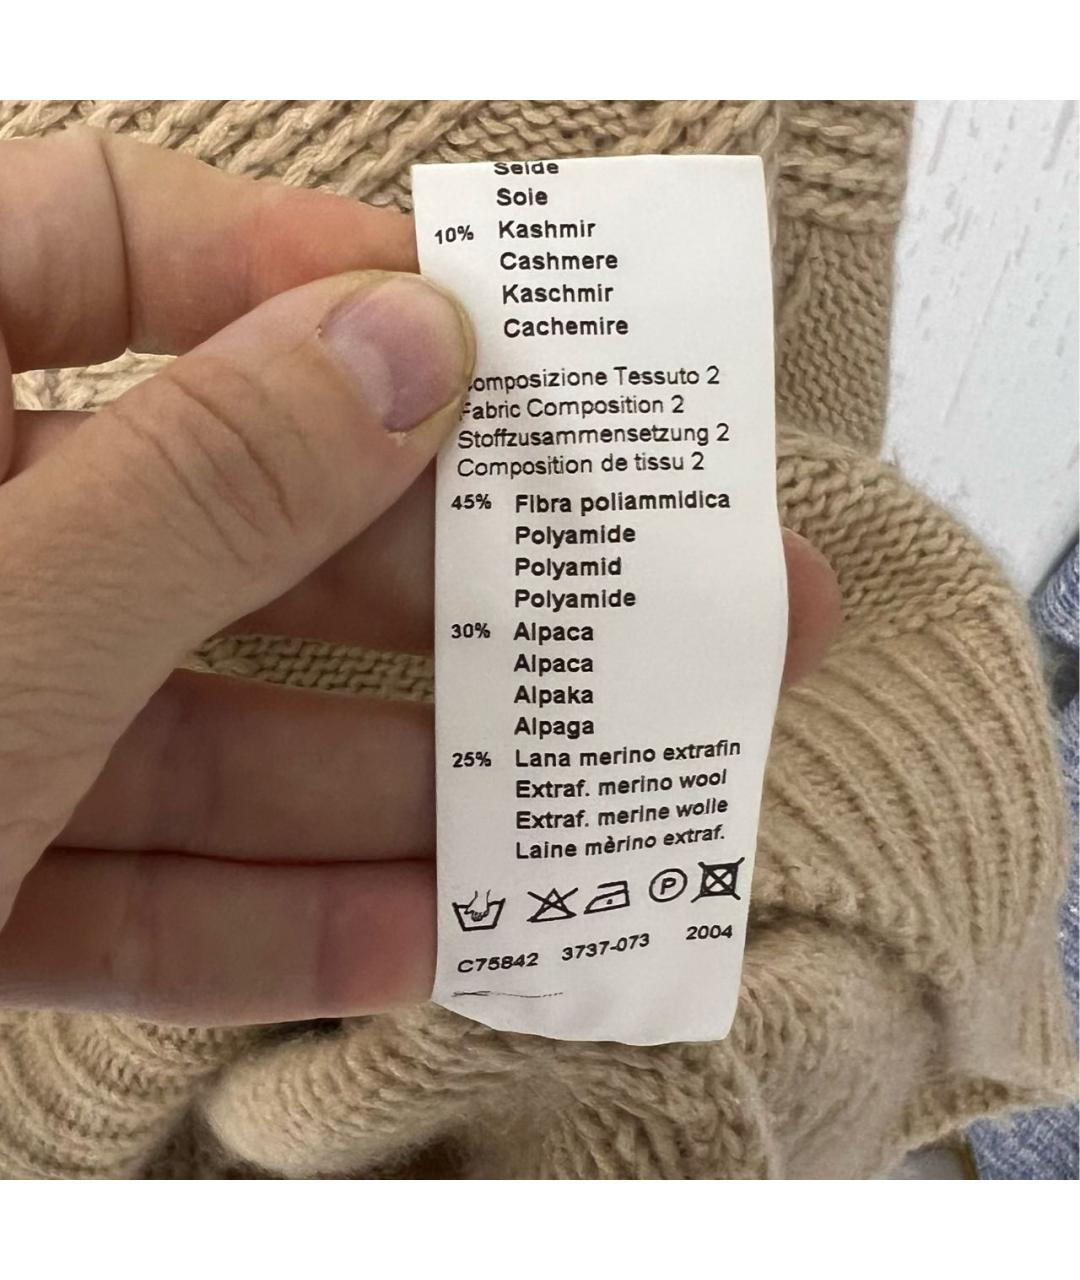 Seide
Soie
10% Kashmir
Cashmere
Kaschmir
Cachemire
omposizione Tessuto 2
Fabric Composition 2
Stoffzusammensetzung 2
Composition de tissu 2
45% Fibra poliammidica
Polyamide
Polyamid
Polyamide
30% Alpaca
Alpaca
Alpaka
Alpaga
25% Lana merino extrafin
Extraf. merino wool
Extraf. merine wolle
Laine mèrino extraf.
P
C75842 3737-073 2004